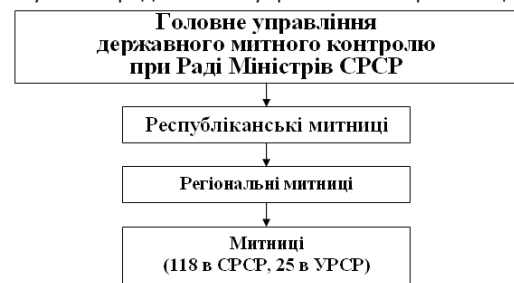 Головне управління
державного митного контролю
при Раді Міністрів СРСР
Республіканські митниці
Регіональні митниці
Митниці
(118 в СРСР, 25 в УРСР)